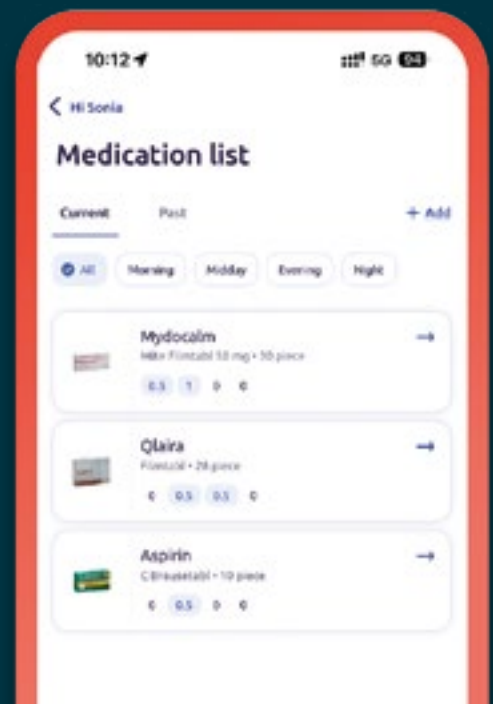 10:12
5G 94
Hi Sonia
Medication list
Current Past + Add
All Morning Midday Evening Night
Mydocalm
Filmtabl 50 mg • 30 piece
0.5 1 0 0
Qlaira
Filmtabl • 28 piece
0 0.5 0.5 0
Aspirin
C Brausetabl • 10 piece
0 0.5 0 0